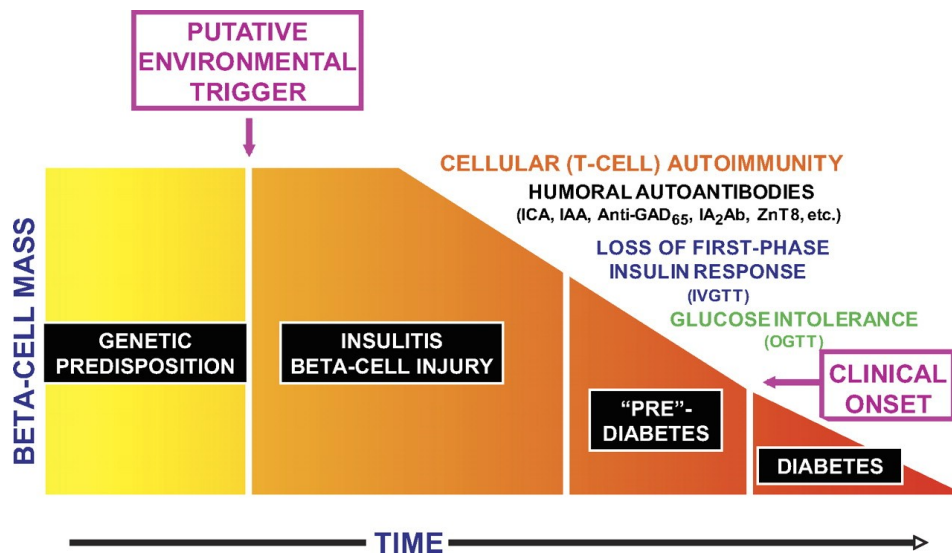 PUTATIVE
ENVIRONMENTAL
TRIGGER
CELLULAR (T-CELL) AUTOIMMUNITY
HUMORAL AUTOANTIBODIES
(ICA, IAA, Anti-GAD65, IA2Ab, ZnT8, etc.)
LOSS OF FIRST-PHASE
INSULIN RESPONSE
(IVGTT)
GLUCOSE INTOLERANCE
(OGTT)
CLINICAL
ONSET
BETA-CELL MASS
GENETIC
PREDISPOSITION
INSULITIS
BETA-CELL INJURY
“PRE”-
DIABETES
DIABETES
TIME